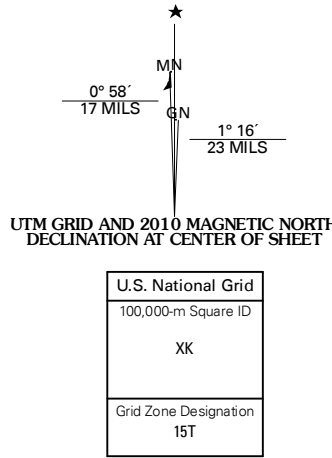 MN
0° 58´
17 MILS
GN
1° 16´
23 MILS
UTM GRID AND 2010 MAGNETIC NORTH
DECLINATION AT CENTER OF SHEET
U.S. National Grid
100,000-m Square ID
XK
Grid Zone Designation
15T